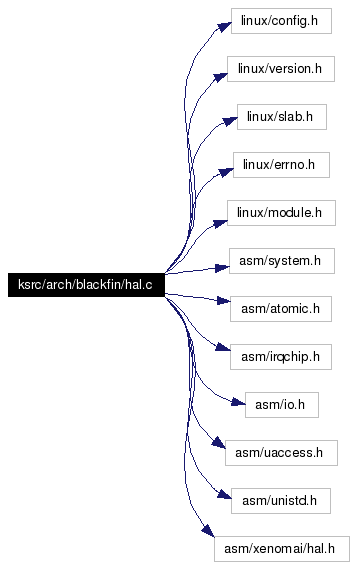 linux/config.h
linux/version.h
linux/slab.h
linux/errno.h
linux/module.h
asm/system.h
ksrc/arch/blackfin/hal.c
asm/atomic.h
asm/irqchip.h
asm/io.h
asm/uaccess.h
asm/unistd.h
asm/xenomai/hal.h